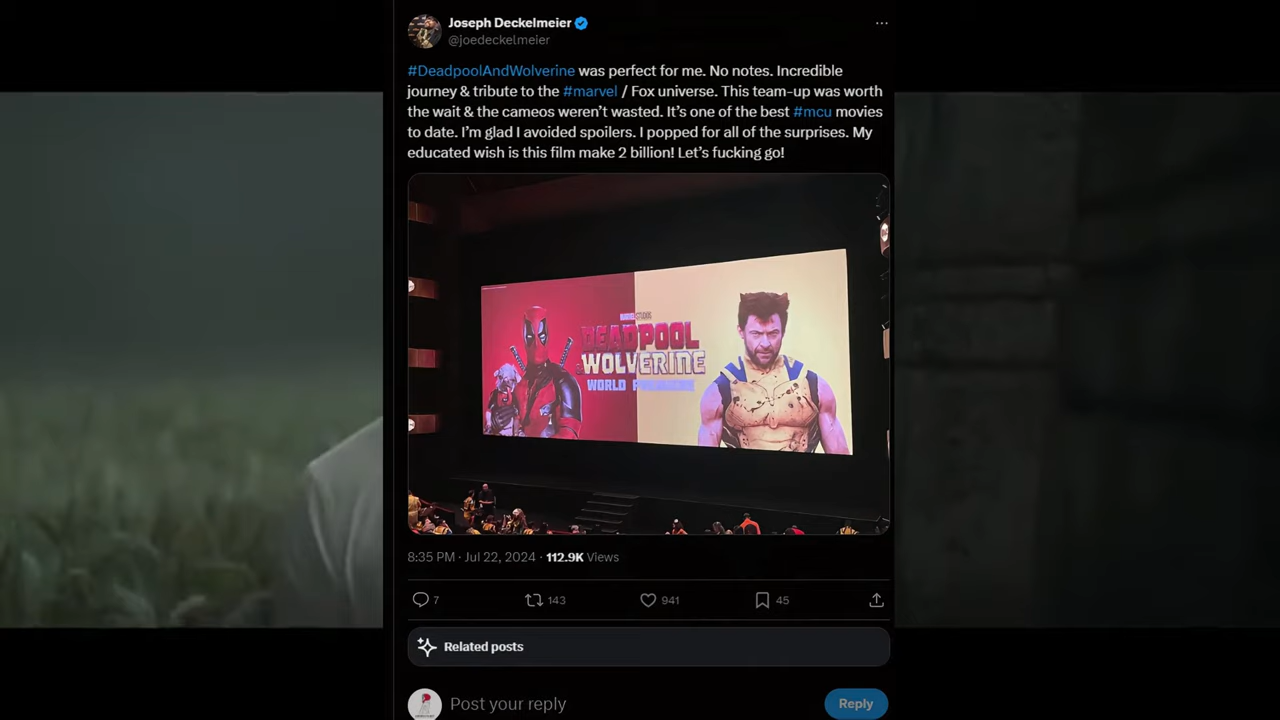 Joseph Deckelmeier
@joedeckelmeier
#DeadpoolAndWolverine was perfect for me. No notes. Incredible
journey & tribute to the #marvel / Fox universe. This team-up was worth
the wait & the cameos weren't wasted. It's one of the best #mcu movies
to date. I'm glad I avoided spoilers. I popped for all of the surprises. My
educated wish is this film make 2 billion! Let's fucking go!
MARVEL STUDIOS
DEADPOOL
& WOLVERINE
WORLD PREMIERE
8:35 PM · Jul 22, 2024 · 112.9K Views
7 143 941 45
Related posts
Post your reply
Reply